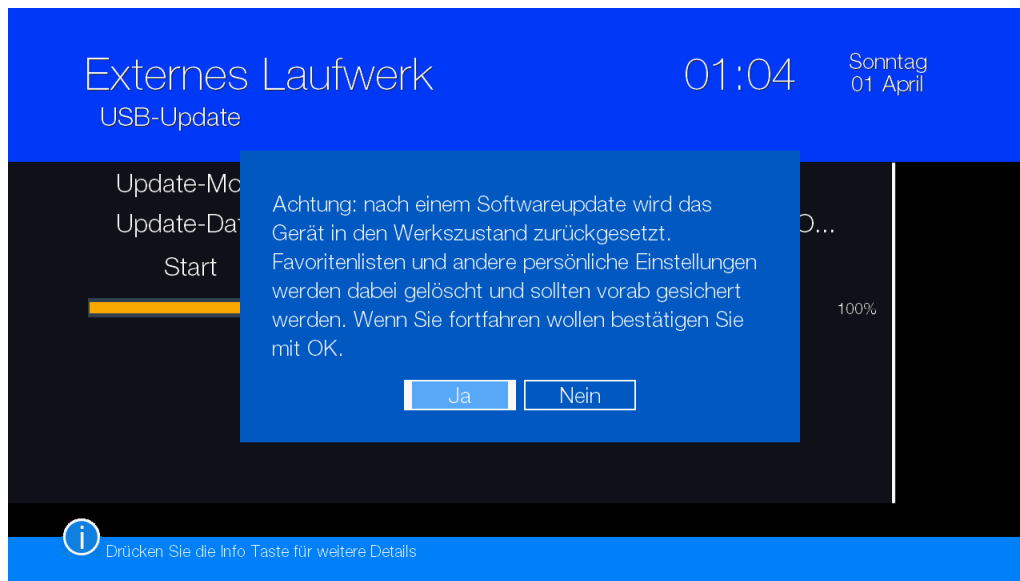 Externes Laufwerk
01:04
Sonntag
01 April
USB-Update
Update-Mo
Update-Dat
O...
Start
100%
Achtung: nach einem Softwareupdate wird das
Gerät in den Werkszustand zurückgesetzt.
Favoritenlisten und andere persönliche Einstellungen
werden dabei gelöscht und sollten vorab gesichert
werden. Wenn Sie fortfahren wollen bestätigen Sie
mit OK.
Ja
Nein
i
Drücken Sie die Info Taste für weitere Details